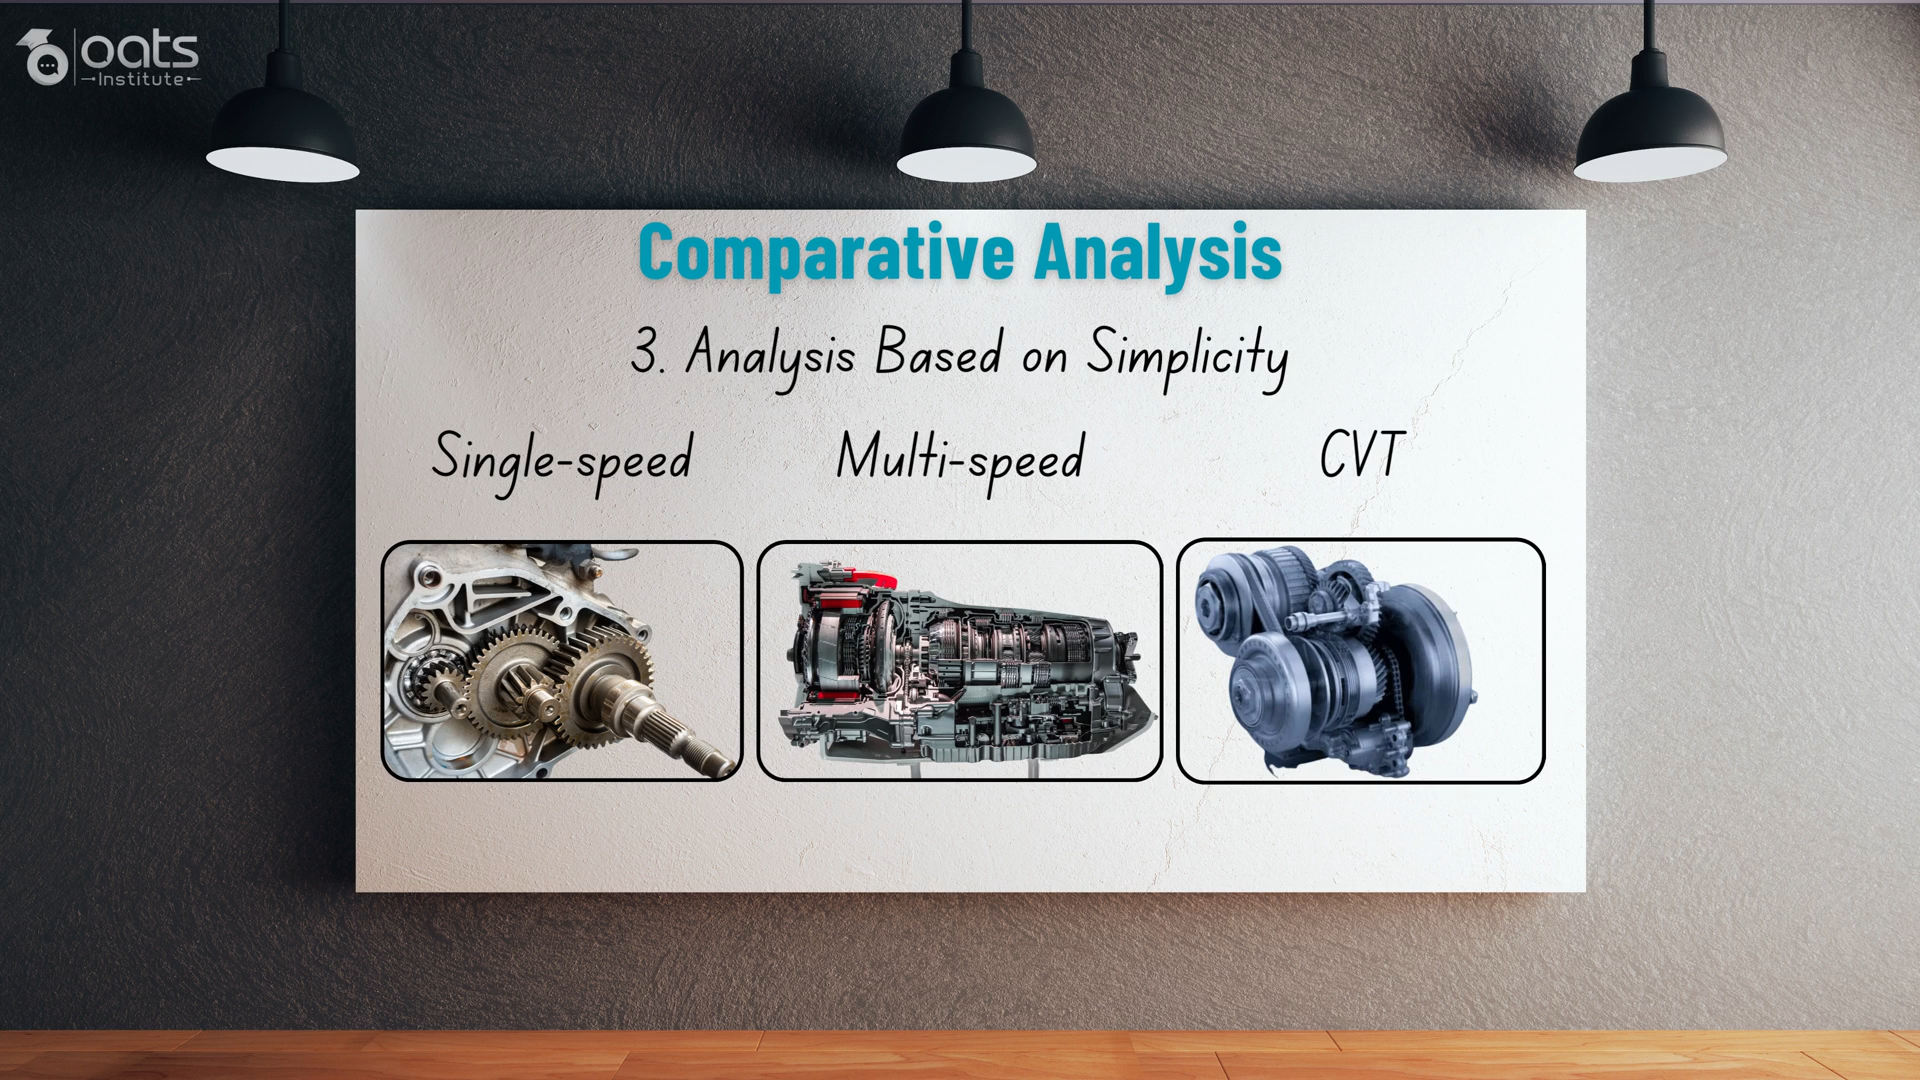 oats
Institute
Comparative Analysis
3. Analysis Based on Simplicity
Single-speed
Multi-speed
CVT